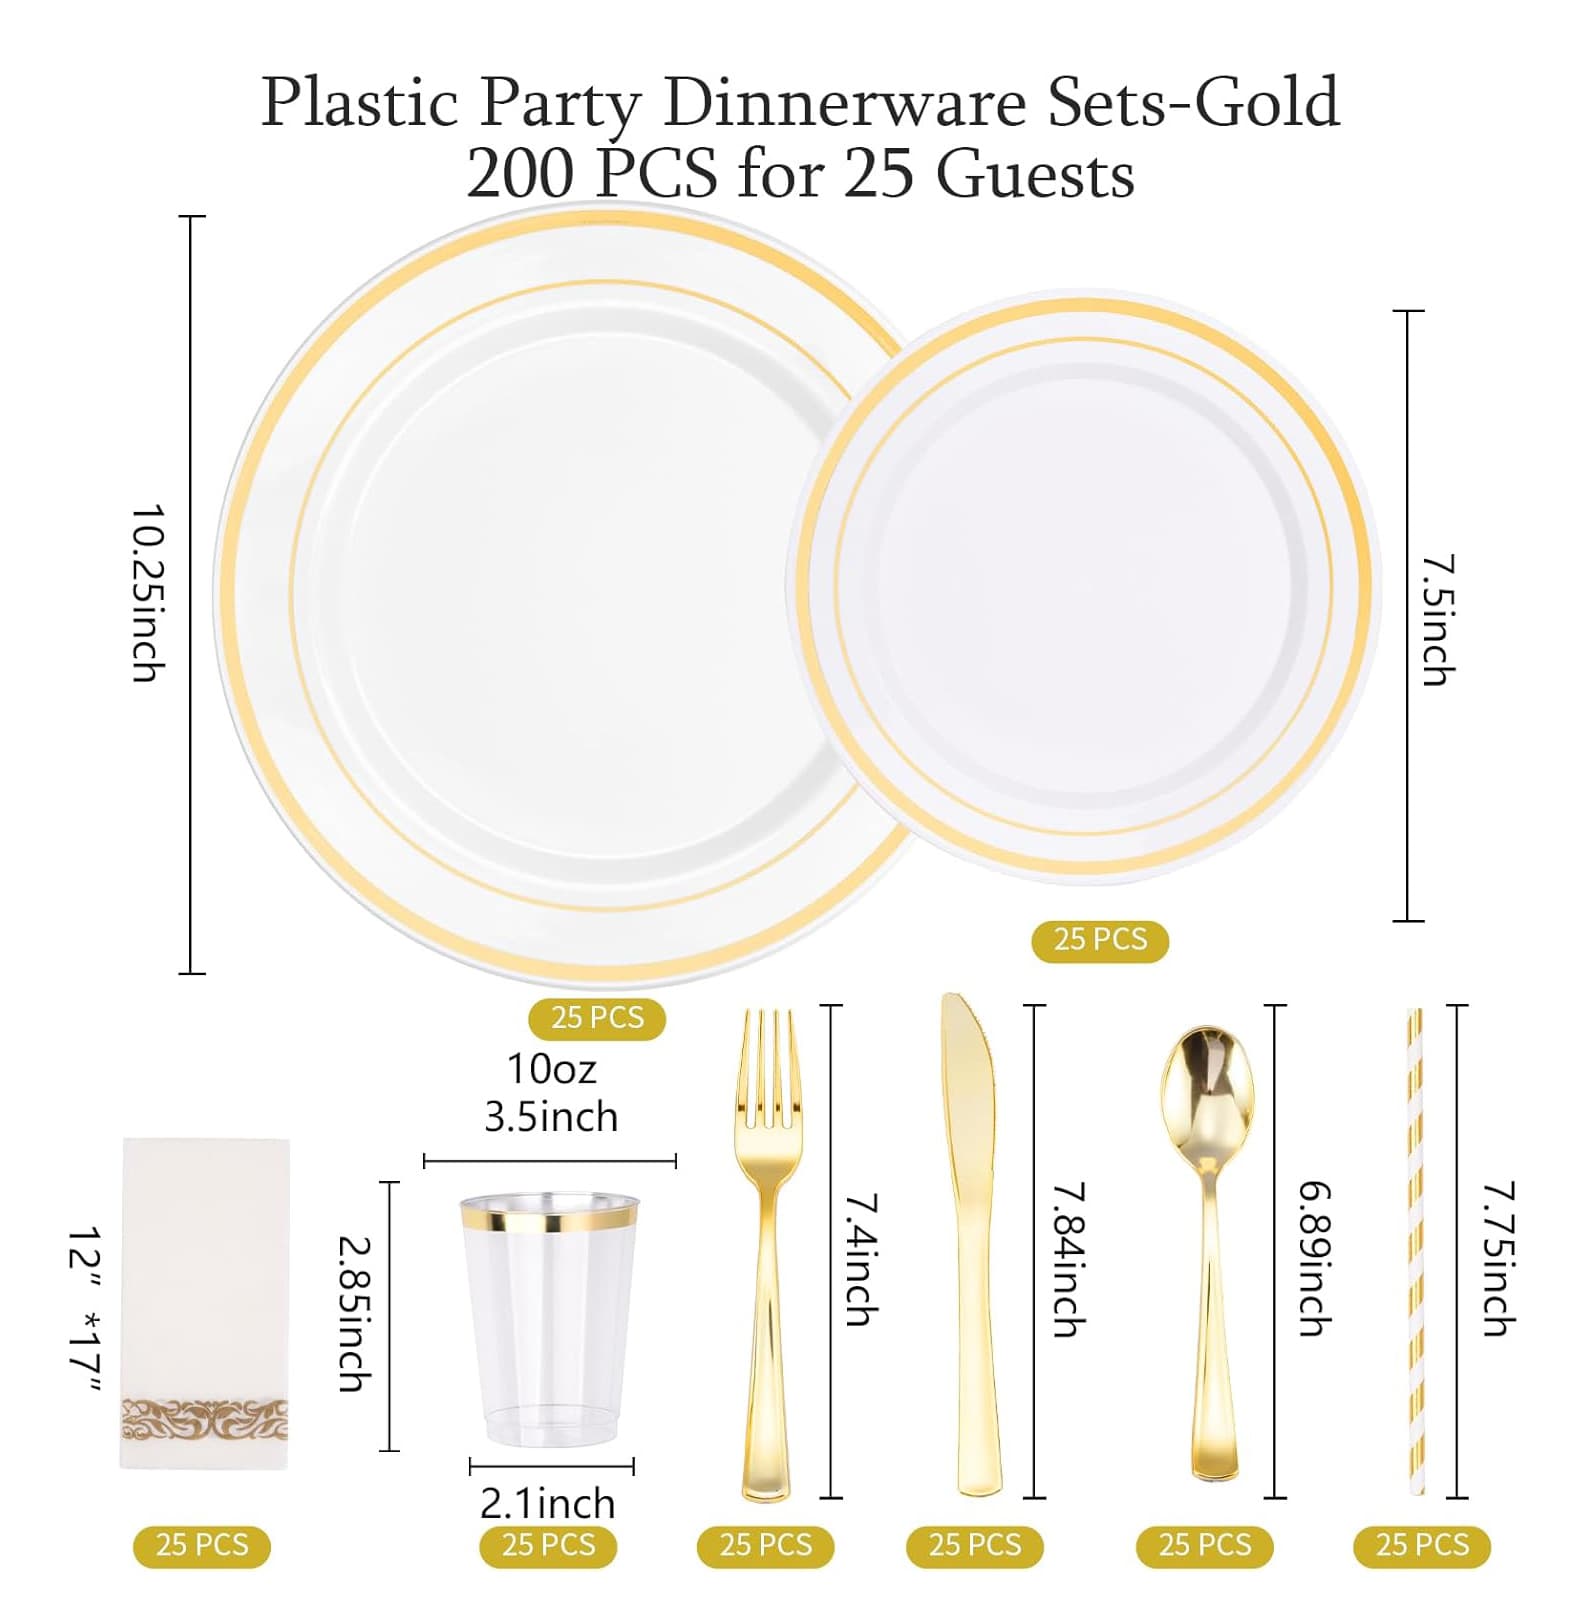 Plastic Party Dinnerware Sets-Gold
200 PCS for 25 Guests
10.25inch
7.5inch
25 PCS
25 PCS
10oz
3.5inch
12" *17"
2.85inch
2.1inch
7.4inch
7.84inch
6.89inch
7.75inch
25 PCS
25 PCS
25 PCS
25 PCS
25 PCS
25 PCS